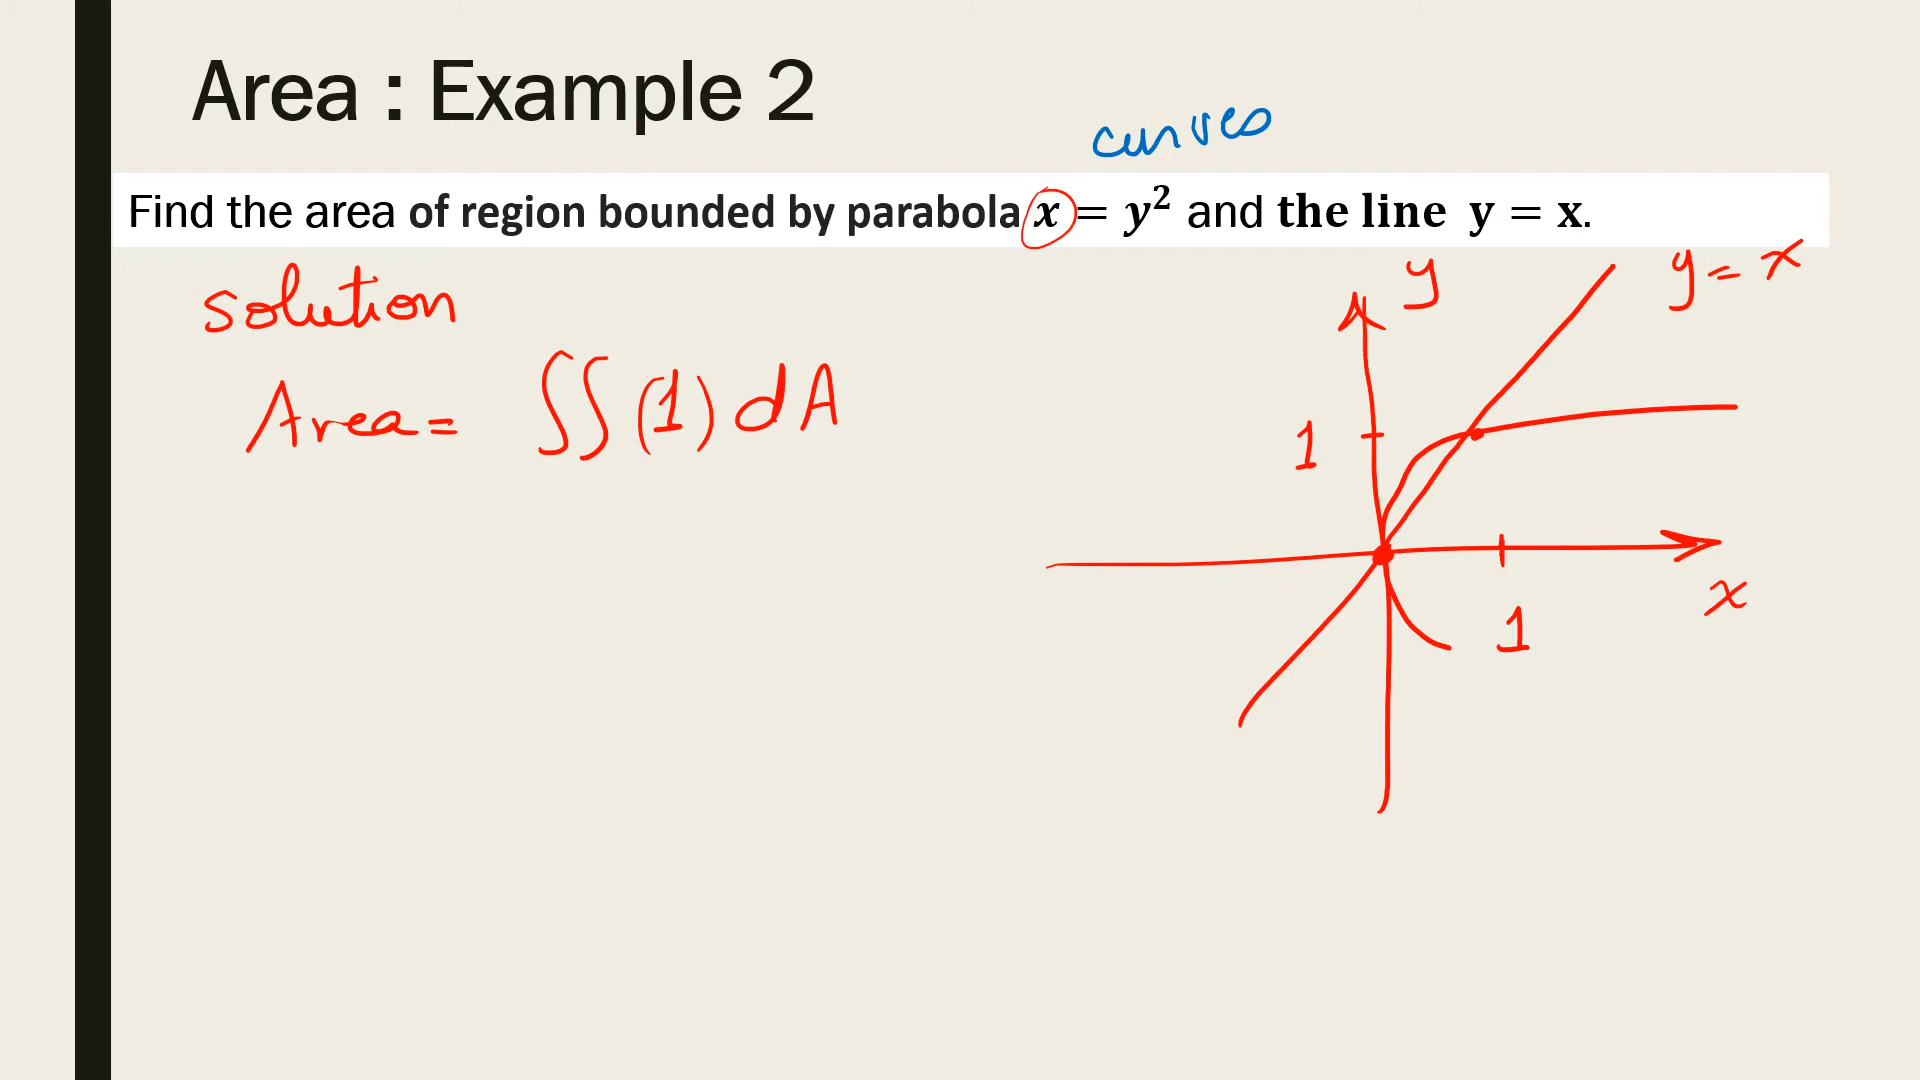 Area : Example 2
curves
Find the area of region bounded by parabola x = y² and the line y = x.
solution
Area = ∬ (1) dA
y
y = x
1
x
1